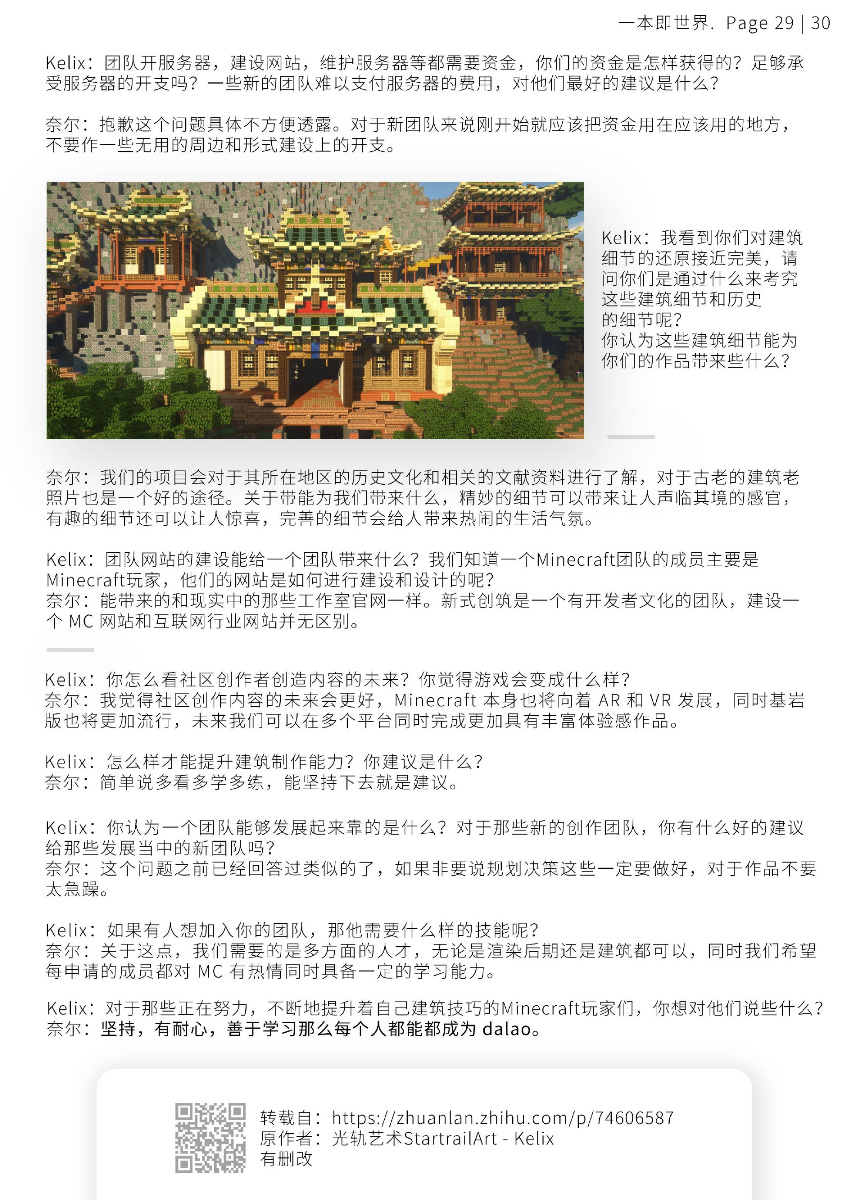 一本即世界. Page 29 | 30
Kelix：团队开服务器，建设网站，维护服务器等都需要资金，你们的资金是怎样获得的？足够承
受服务器的开支吗？一些新的团队难以支付服务器的费用，对他们最好的建议是什么？
奈尔：抱歉这个问题具体不方便透露。对于新团队来说刚开始就应该把资金用在应该用的地方，
不要作一些无用的周边和形式建设上的开支。
Kelix：我看到你们对建筑
细节的还原接近完美，请
问你们是通过什么来考究
这些建筑细节和历史
的细节呢？
你认为这些建筑细节能为
你们的作品带来些什么？
奈尔：我们的项目会对于其所在地区的历史文化和相关的文献资料进行了解，对于古老的建筑老
照片也是一个好的途径。关于带能为我们带来什么，精妙的细节可以带来让人声临其境的感官，
有趣的细节还可以让人惊喜，完善的细节会给人带来热闹的生活气氛。
Kelix：团队网站的建设能给一个团队带来什么？我们知道一个Minecraft团队的成员主要是
Minecraft玩家，他们的网站是如何进行建设和设计的呢？
奈尔：能带来的和现实中的那些工作室官网一样。新式创筑是一个有开发者文化的团队，建设一
个 MC 网站和互联网行业网站并无区别。
Kelix：你怎么看社区创作者创造内容的未来？你觉得游戏会变成什么样？
奈尔：我觉得社区创作内容的未来会更好，Minecraft 本身也将向着 AR 和 VR 发展，同时基岩
版也将更加流行，未来我们可以在多个平台同时完成更加具有丰富体验感作品。
Kelix：怎么样才能提升建筑制作能力？你建议是什么？
奈尔：简单说多看多学多练，能坚持下去就是建议。
Kelix：你认为一个团队能够发展起来靠的是什么？对于那些新的创作团队，你有什么好的建议
给那些发展当中的新团队吗？
奈尔：这个问题之前已经回答过类似的了，如果非要说规划决策这些一定要做好，对于作品不要
太急躁。
Kelix：如果有人想加入你的团队，那他需要什么样的技能呢？
奈尔：关于这点，我们需要的是多方面的人才，无论是渲染后期还是建筑都可以，同时我们希望
每申请的成员都对 MC 有热情同时具备一定的学习能力。
Kelix：对于那些正在努力，不断地提升着自己建筑技巧的Minecraft玩家们，你想对他们说些什么？
奈尔：坚持，有耐心，善于学习那么每个人都能都成为 dalao。
转载自：https://zhuanlan.zhihu.com/p/74606587
原作者：光轨艺术StartrailArt - Kelix
有删改